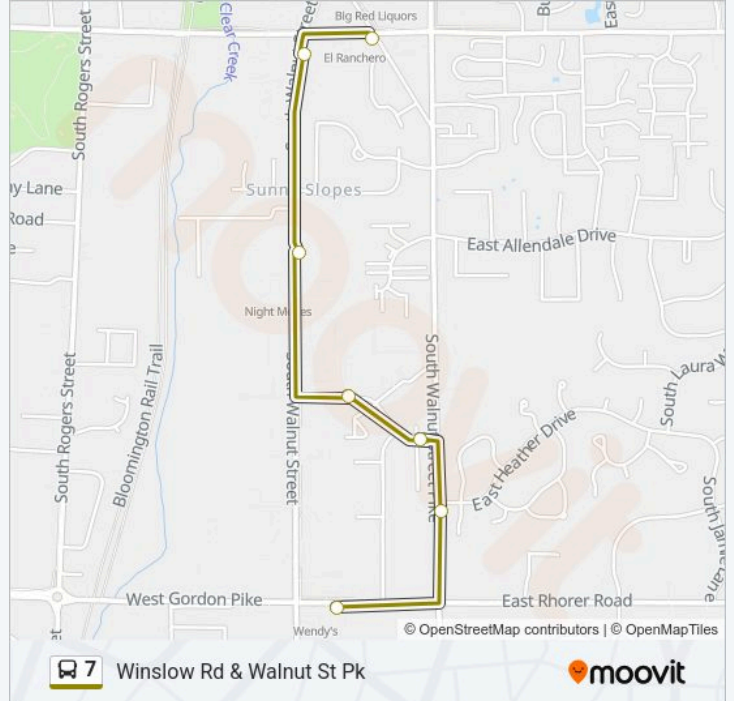 Big Red Liquors
El Ranchero
South Rogers Street
Clear Creek
Street
Sunny Slopes
Lane
Road
East Allendale Drive
Night Moves
South Walnut Street Pike
South Laura
South Rogers Street
Bloomington Rail Trail
Walnut Street
East Heather Drive
Lane
West Gordon Pike
East Rhorer Road
Wendy's
© OpenStreetMap contributors | © OpenMapTiles
7 Winslow Rd & Walnut St Pk
moovit